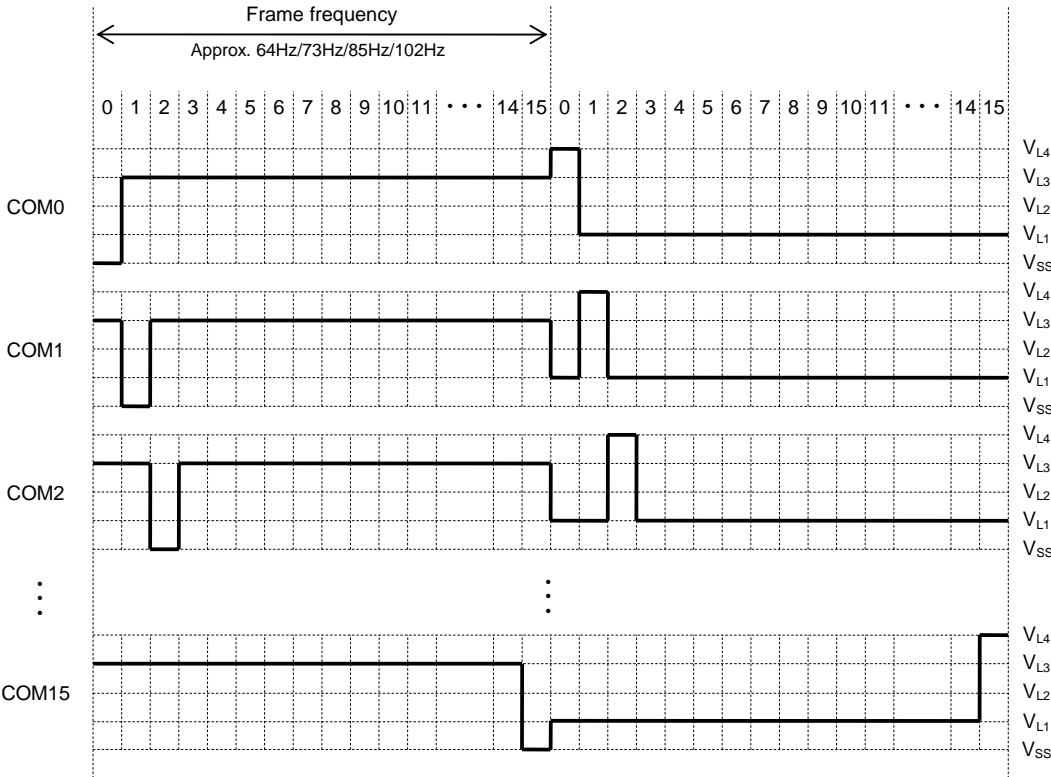 Frame frequency
Approx. 64Hz/73Hz/85Hz/102Hz
0 1 2 3 4 5 6 7 8 9 10 11 ・・・ 14 15 0 1 2 3 4 5 6 7 8 9 10 11 ・・・ 14 15
VL4
VL3
COM0 VL2
VL1
VSS
VL4
VL3
COM1 VL2
VL1
VSS
VL4
VL3
COM2 VL2
VL1
VSS
VL4
VL3
COM15 VL2
VL1
VSS